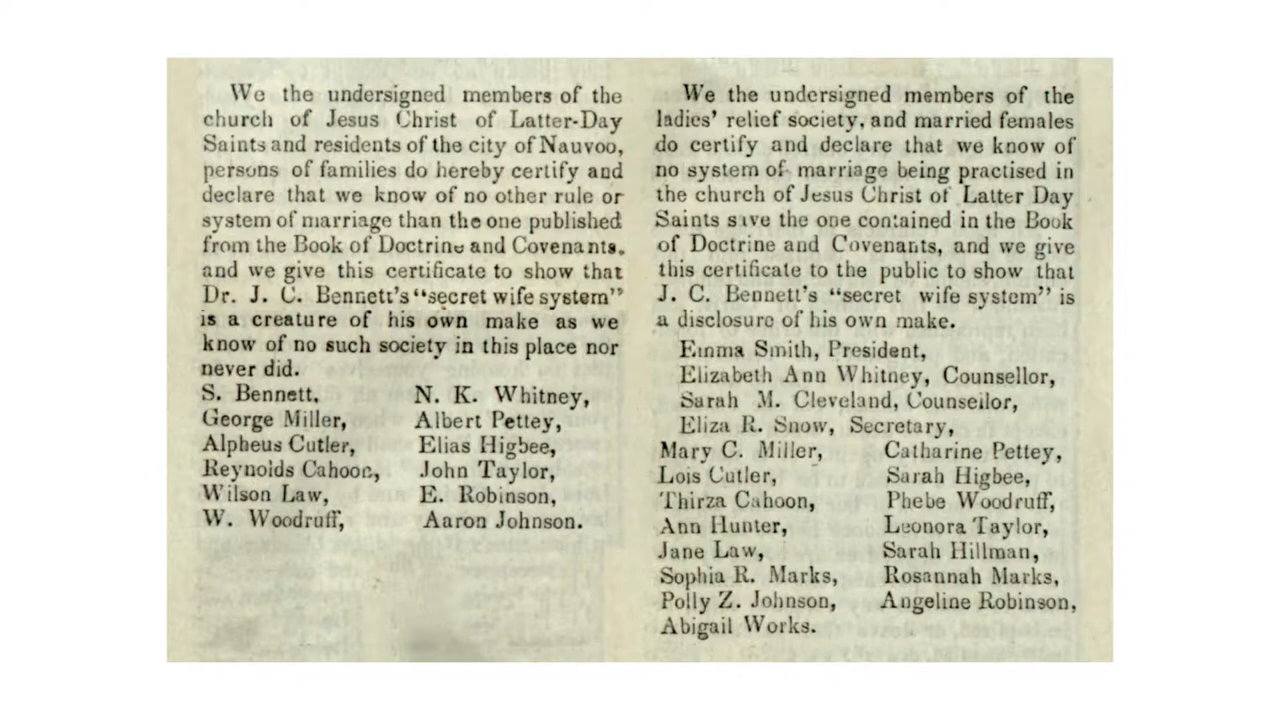 We the undersigned members of the
church of Jesus Christ of Latter-Day
Saints and residents of the city of Nauvoo,
persons of families do hereby certify and
declare that we know of no other rule or
system of marriage than the one published
from the Book of Doctrine and Covenants,
and we give this certificate to show that
Dr. J. C. Bennett's "secret wife system"
is a creature of his own make as we
know of no such society in this place nor
never did.
S. Bennett, N. K. Whitney,
George Miller, Albert Pettey,
Alpheus Cutler, Elias Higbee,
Reynolds Cahoon, John Taylor,
Wilson Law, E. Robinson,
W. Woodruff, Aaron Johnson.
We the undersigned members of the
ladies' relief society, and married females
do certify and declare that we know of
no system of marriage being practised in
the church of Jesus Christ of Latter Day
Saints save the one contained in the Book
of Doctrine and Covenants, and we give
this certificate to the public to show that
J. C. Bennett's "secret wife system" is
a disclosure of his own make.
Emma Smith, President,
Elizabeth Ann Whitney, Counsellor,
Sarah M. Cleveland, Counsellor,
Eliza R. Snow, Secretary,
Mary C. Miller, Catharine Pettey,
Lois Cutler, Sarah Higbee,
Thirza Cahoon, Phebe Woodruff,
Ann Hunter, Leonora Taylor,
Jane Law, Sarah Hillman,
Sophia R. Marks, Rosannah Marks,
Polly Z. Johnson, Angeline Robinson,
Abigail Works.